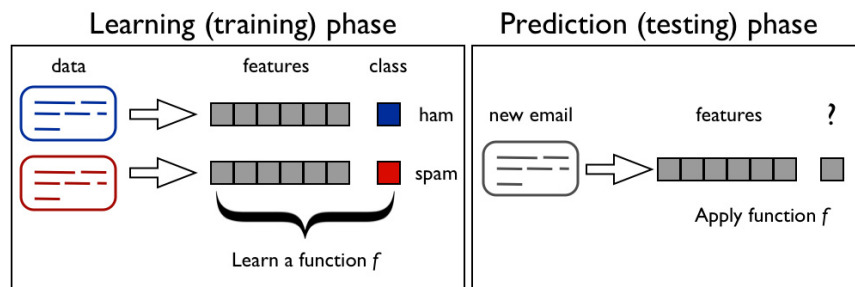 Learning (training) phase
data features class
ham
spam
Learn a function f
Prediction (testing) phase
new email features ?
Apply function f